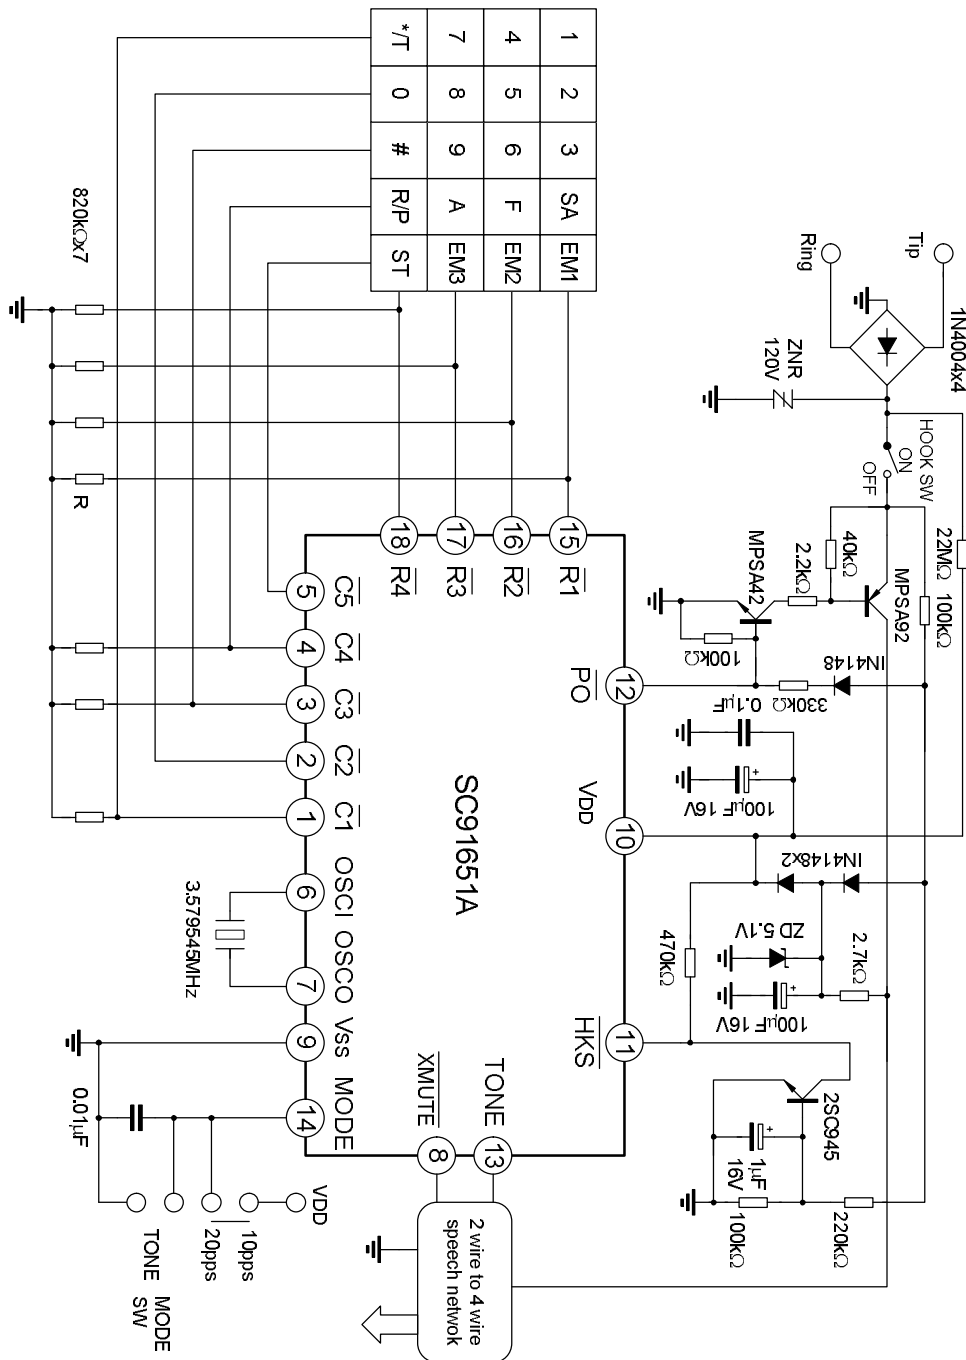 Tip
Ring
1N4004x4
ZNR
120V
HOOK SW
ON
OFF
22MΩ
100kΩ
MPSA92
40kΩ
2.2kΩ
MPSA42
100kΩ
IN4148
330kΩ
0.1µF
100µF 16V
+
IN4148x2
ZD 5.1V
2.7kΩ
100µF 16V
+
470kΩ
2SC945
1µF
16V
+
220kΩ
100kΩ
1 2 3 SA EM1
4 5 6 F EM2
7 8 9 A EM3
*/T 0 # R/P ST
820kΩx7
R
15 R1
16 R2
17 R3
18 R4
12 PO
10 VDD
11 HKS
SC91651A
5 C5
4 C4
3 C3
2 C2
1 C1
6 OSCI
7 OSCO
9 Vss
14 MODE
13 TONE
8 XMUTE
3.579545MHz
0.01µF
VDD
10pps
20pps
TONE
MODE
SW
2 wire to 4 wire
speech netwok